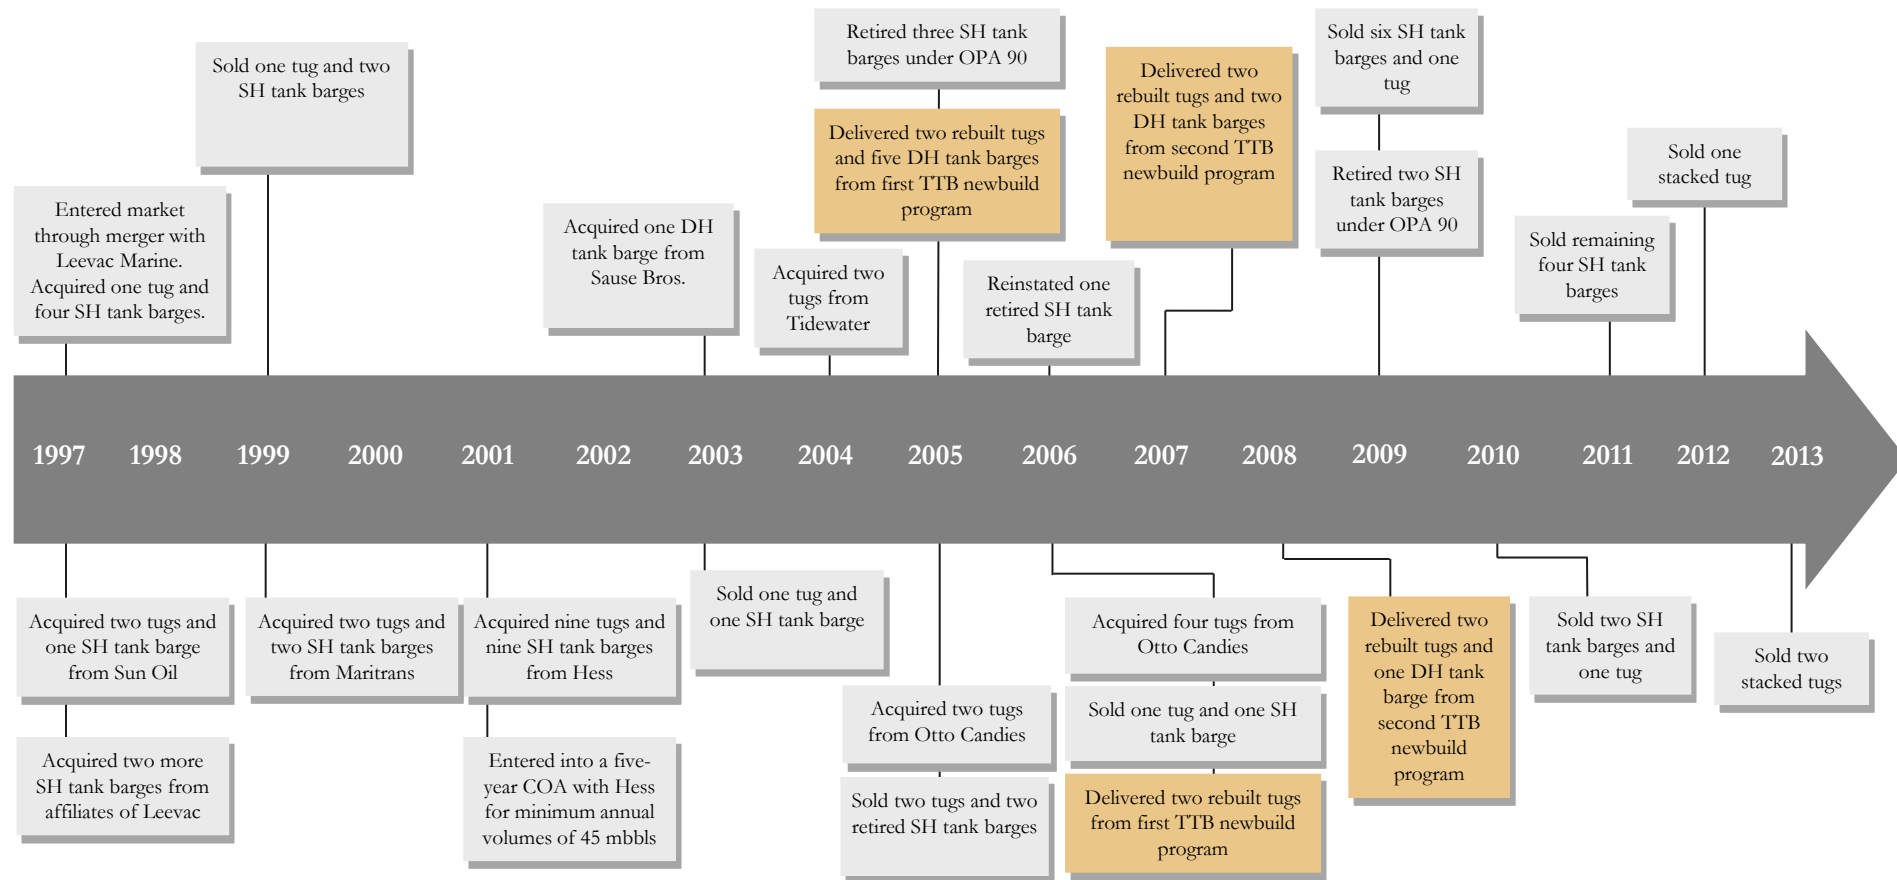 Sold one tug and two
SH tank barges
Entered market
through merger with
Leevac Marine.
Acquired one tug and
four SH tank barges.
Acquired one DH
tank barge from
Sause Bros.
Acquired two
tugs from
Tidewater
Retired three SH tank
barges under OPA 90
Delivered two rebuilt tugs
and five DH tank barges
from first TTB newbuild
program
Reinstated one
retired SH tank
barge
Delivered two
rebuilt tugs and two
DH tank barges
from second TTB
newbuild program
Sold six SH tank
barges and one
tug
Retired two SH
tank barges
under OPA 90
Sold remaining
four SH tank
barges
Sold one
stacked tug
1997 1998 1999 2000 2001 2002 2003 2004 2005 2006 2007 2008 2009 2010 2011 2012 2013
Acquired two tugs and
one SH tank barge
from Sun Oil
Acquired two more
SH tank barges from
affiliates of Leevac
Acquired two tugs and
two SH tank barges
from Maritrans
Acquired nine tugs and
nine SH tank barges
from Hess
Entered into a five-
year COA with Hess
for minimum annual
volumes of 45 mbbls
Sold one tug and
one SH tank barge
Acquired two tugs
from Otto Candies
Sold two tugs and two
retired SH tank barges
Acquired four tugs from
Otto Candies
Sold one tug and one SH
tank barge
Delivered two rebuilt tugs
from first TTB newbuild
program
Delivered two
rebuilt tugs and
one DH tank
barge from
second TTB
newbuild
program
Sold two SH
tank barges and
one tug
Sold two
stacked tugs